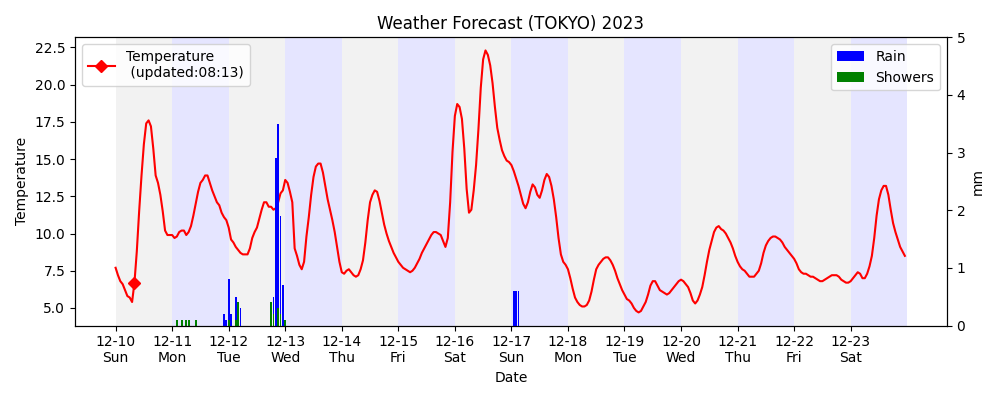 Weather Forecast (TOKYO) 2023
Temperature
(updated:08:13)
Rain
Showers
Temperature
22.5
20.0
17.5
15.0
12.5
10.0
7.5
5.0
5
4
3
2
1
0
mm
12-10 12-11 12-12 12-13 12-14 12-15 12-16 12-17 12-18 12-19 12-20 12-21 12-22 12-23
Sun Mon Tue Wed Thu Fri Sat Sun Mon Tue Wed Thu Fri Sat
Date